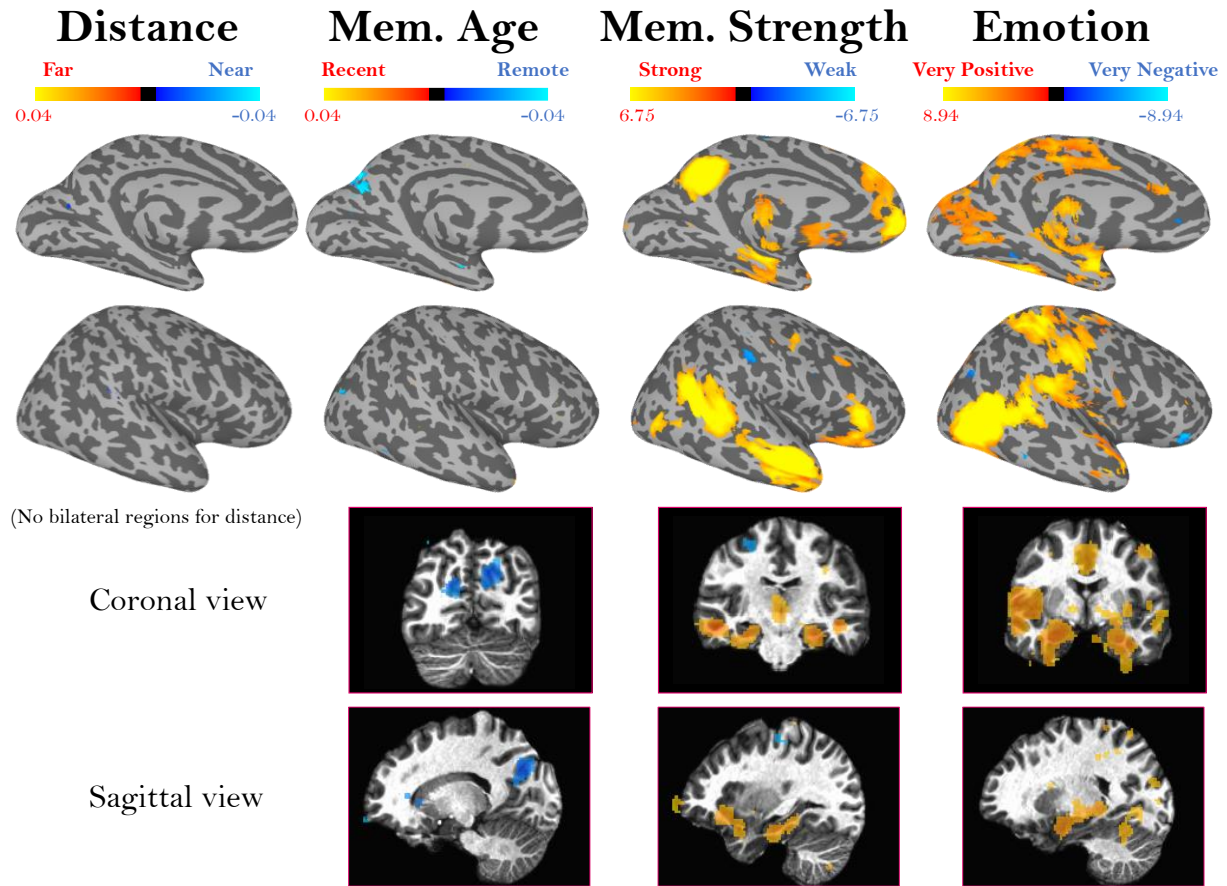 Distance Mem. Age Mem. Strength Emotion
Far Near Recent Remote Strong Weak Very Positive Very Negative
0.04 -0.04 0.04 -0.04 6.75 -6.75 8.94 -8.94
(No bilateral regions for distance)
Coronal view
Sagittal view